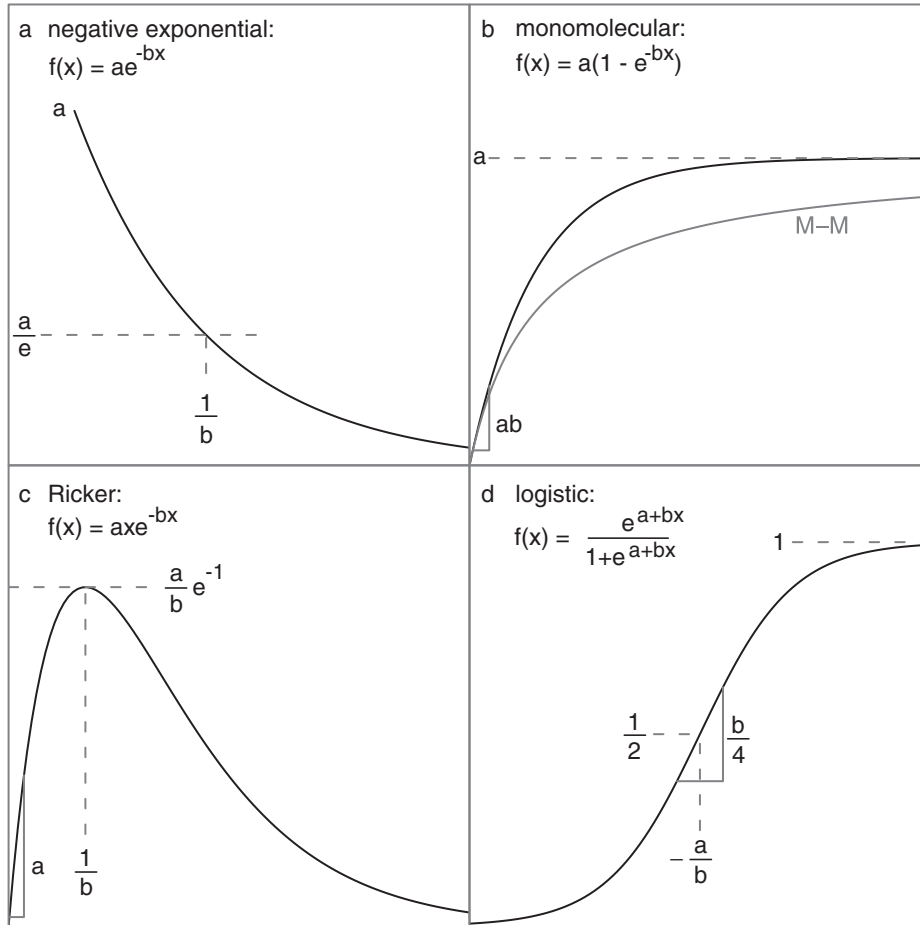 a negative exponential:
f(x) = ae^-bx
a
a
e
1
b
b monomolecular:
f(x) = a(1 - e^-bx)
a
M–M
ab
c Ricker:
f(x) = axe^-bx
a
b
e^-1
a
1
b
d logistic:
f(x) = e^a+bx
1+e^a+bx
1
1
2
b
4
– a
b